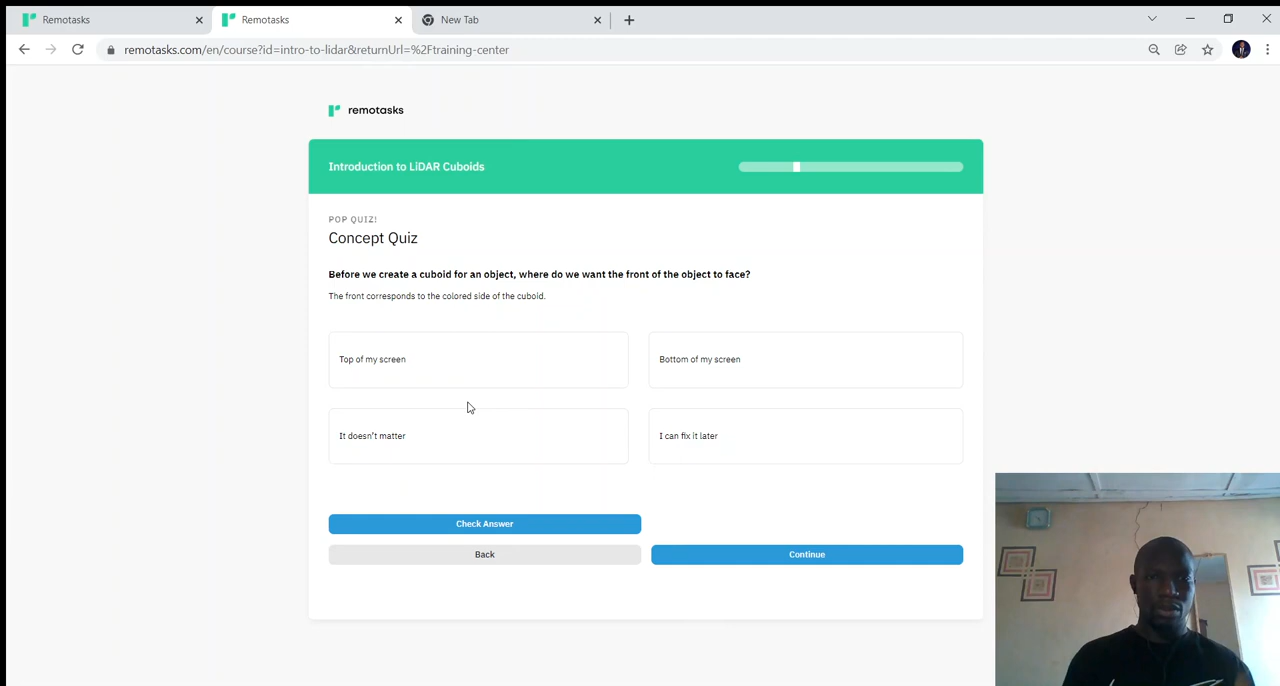 Remotasks
Remotasks
New Tab
remotasks.com/en/course?id=intro-to-lidar&returnUrl=%2Ftraining-center
remotasks
Introduction to LiDAR Cuboids
POP QUIZ!
Concept Quiz
Before we create a cuboid for an object, where do we want the front of the object to face?
The front corresponds to the colored side of the cuboid.
Top of my screen
Bottom of my screen
It doesn't matter
I can fix it later
Check Answer
Back
Continue